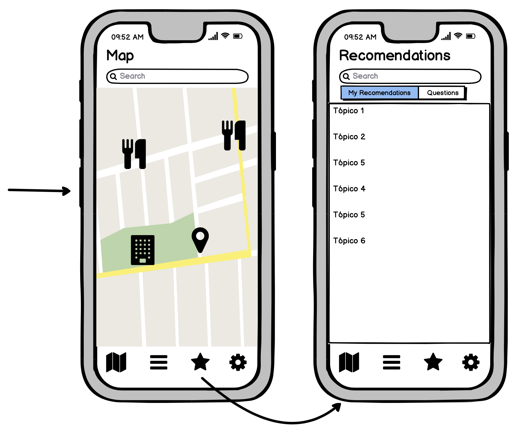 09:52 AM
Map
Search
09:52 AM
Recomendations
Search
My Recomendations
Questions
Tópico 1
Tópico 2
Tópico 5
Tópico 4
Tópico 5
Tópico 6